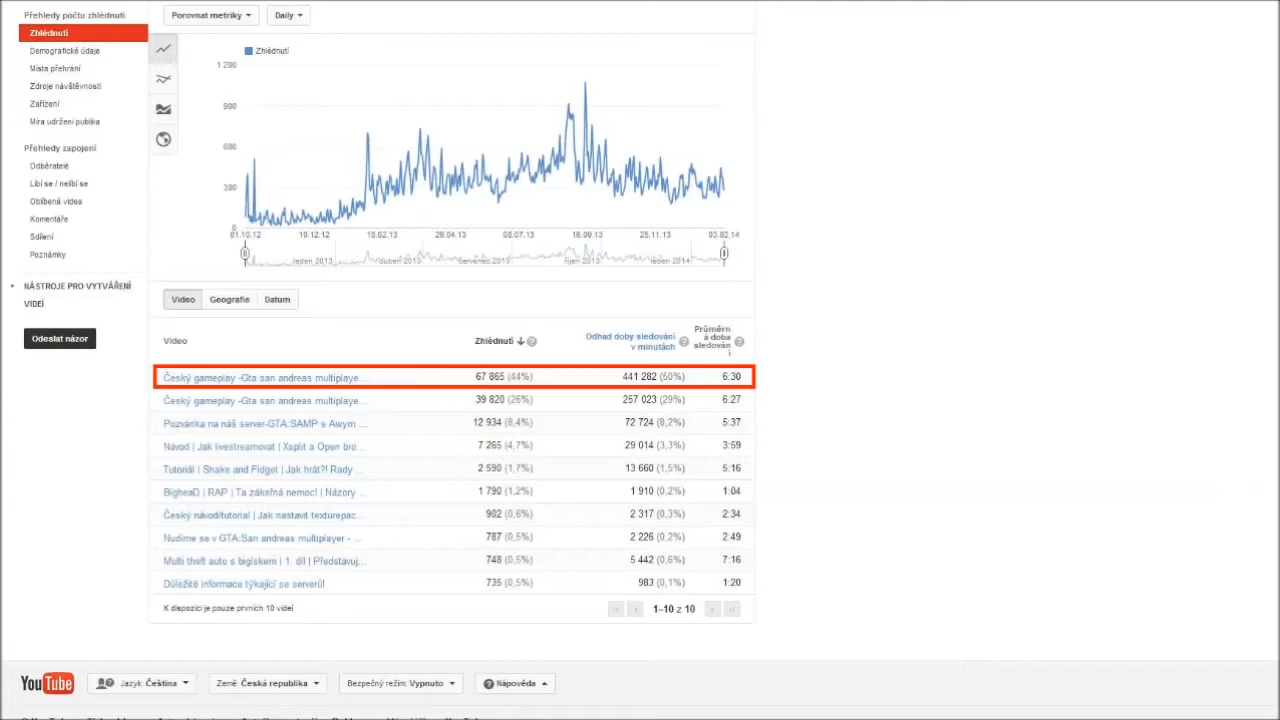 Přehledy počtu zhlédnutí
Zhlédnutí
Demografické údaje
Místa přehrání
Zdroje návštěvnosti
Zařízení
Míra udržení publika
Přehledy zapojení
Odběratelé
Líbí se / nelíbí se
Oblíbená videa
Komentáře
Sdílení
Poznámky
NÁSTROJE PRO VYTVÁŘENÍ
VIDEÍ
Odeslat názor
Porovnat metriky
Daily
Zhlédnutí
1 200
900
600
300
0
01.10.12 10.12.12 18.02.13 29.04.13 08.07.13 16.09.13 25.11.13 03.02.14
leden 2013 duben 2013 červenec 2013 říjen 2013 leden 2014
Video Geografie Datum
Video Zhlédnutí Odhad doby sledování v minutách Průměrná doba sledování
Český gameplay -Gta san andreas multiplaye... 67 865 (44%) 441 282 (50%) 6:30
Český gameplay -Gta san andreas multiplaye... 39 820 (26%) 257 023 (29%) 6:27
Pozvánka na náš server-GTA:SAMP s Awym ... 12 934 (8,4%) 72 724 (8,2%) 5:37
Návod | Jak livestreamovat | Xsplit a Open bro... 7 265 (4,7%) 29 014 (3,3%) 3:59
Tutoriál | Shake and Fidget | Jak hrát?! Rady ... 2 590 (1,7%) 13 660 (1,5%) 5:16
BigheaD | RAP | Ta zákeřná nemoc! | Názory ... 1 790 (1,2%) 1 910 (0,2%) 1:04
Český návod/tutorial | Jak nastavit texturepac... 902 (0,6%) 2 317 (0,3%) 2:34
Nudíme se v GTA:San andreas multiplayer - ... 787 (0,5%) 2 226 (0,2%) 2:49
Multi theft auto s bigískem | 1. díl | Představuj... 748 (0,5%) 5 442 (0,6%) 7:16
Důležité informace týkající se serverů! 735 (0,5%) 983 (0,1%) 1:20
K dispozici je pouze prvních 10 videí 1–10 z 10
YouTube Jazyk: Čeština Země: Česká republika Bezpečný režim: Vypnuto Nápověda